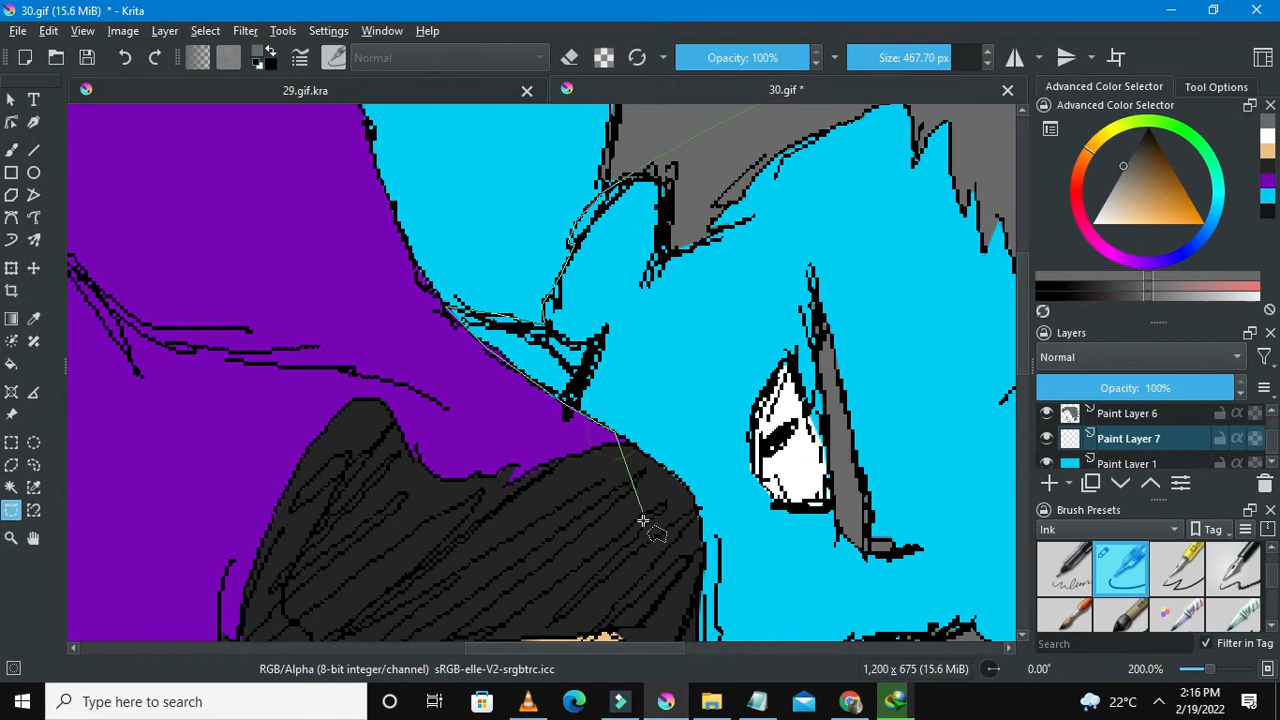 30.gif (15.6 MiB) * - Krita
File Edit View Image Layer Select Filter Tools Settings Window Help
Normal
Opacity: 100%
Size: 467.70 px
29.gif.kra
30.gif *
Advanced Color Selector
Tool Options
Advanced Color Selector
Layers
Normal
Opacity: 100%
Paint Layer 6
Paint Layer 7
Paint Layer 1
Brush Presets
Ink
Tag
Search
Filter in Tag
RGB/Alpha (8-bit integer/channel) sRGB-elle-V2-srgbtrc.icc
1,200 x 675 (15.6 MiB)
0.00°
200.0%
Type here to search
22°C
2:16 PM
2/19/2022